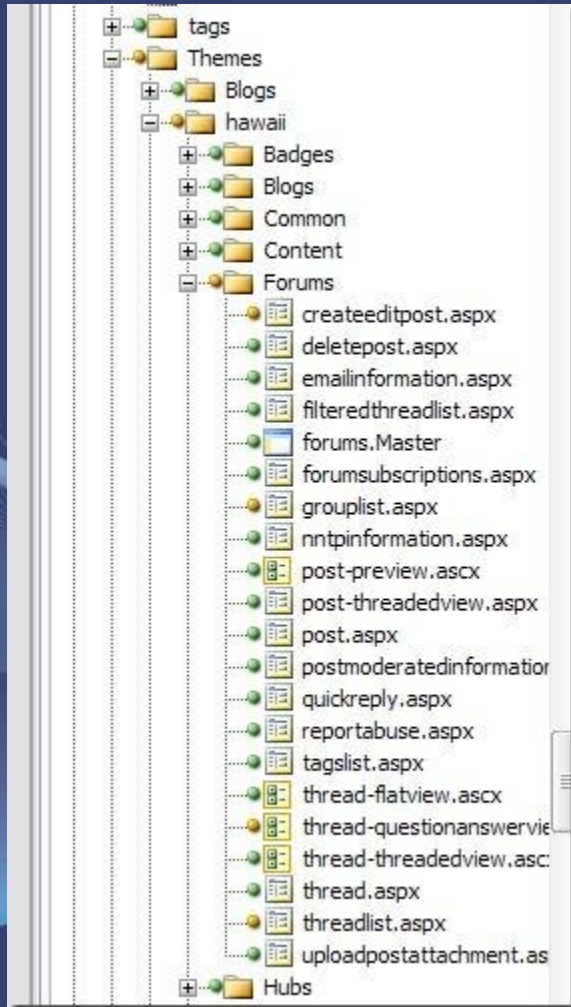 tags
Themes
Blogs
hawaii
Badges
Blogs
Common
Content
Forums
createeditpost.aspx
deletepost.aspx
emailinformation.aspx
filteredthreadlist.aspx
forums.Master
forumsubscriptions.aspx
grouplist.aspx
nntpinformation.aspx
post-preview.ascx
post-threadedview.aspx
post.aspx
postmoderatedinformation
quickreply.aspx
reportabuse.aspx
tagslist.aspx
thread-flatview.ascx
thread-questionanswervie
thread-threadedview.asc
thread.aspx
threadlist.aspx
uploadpostattachment.as
Hubs